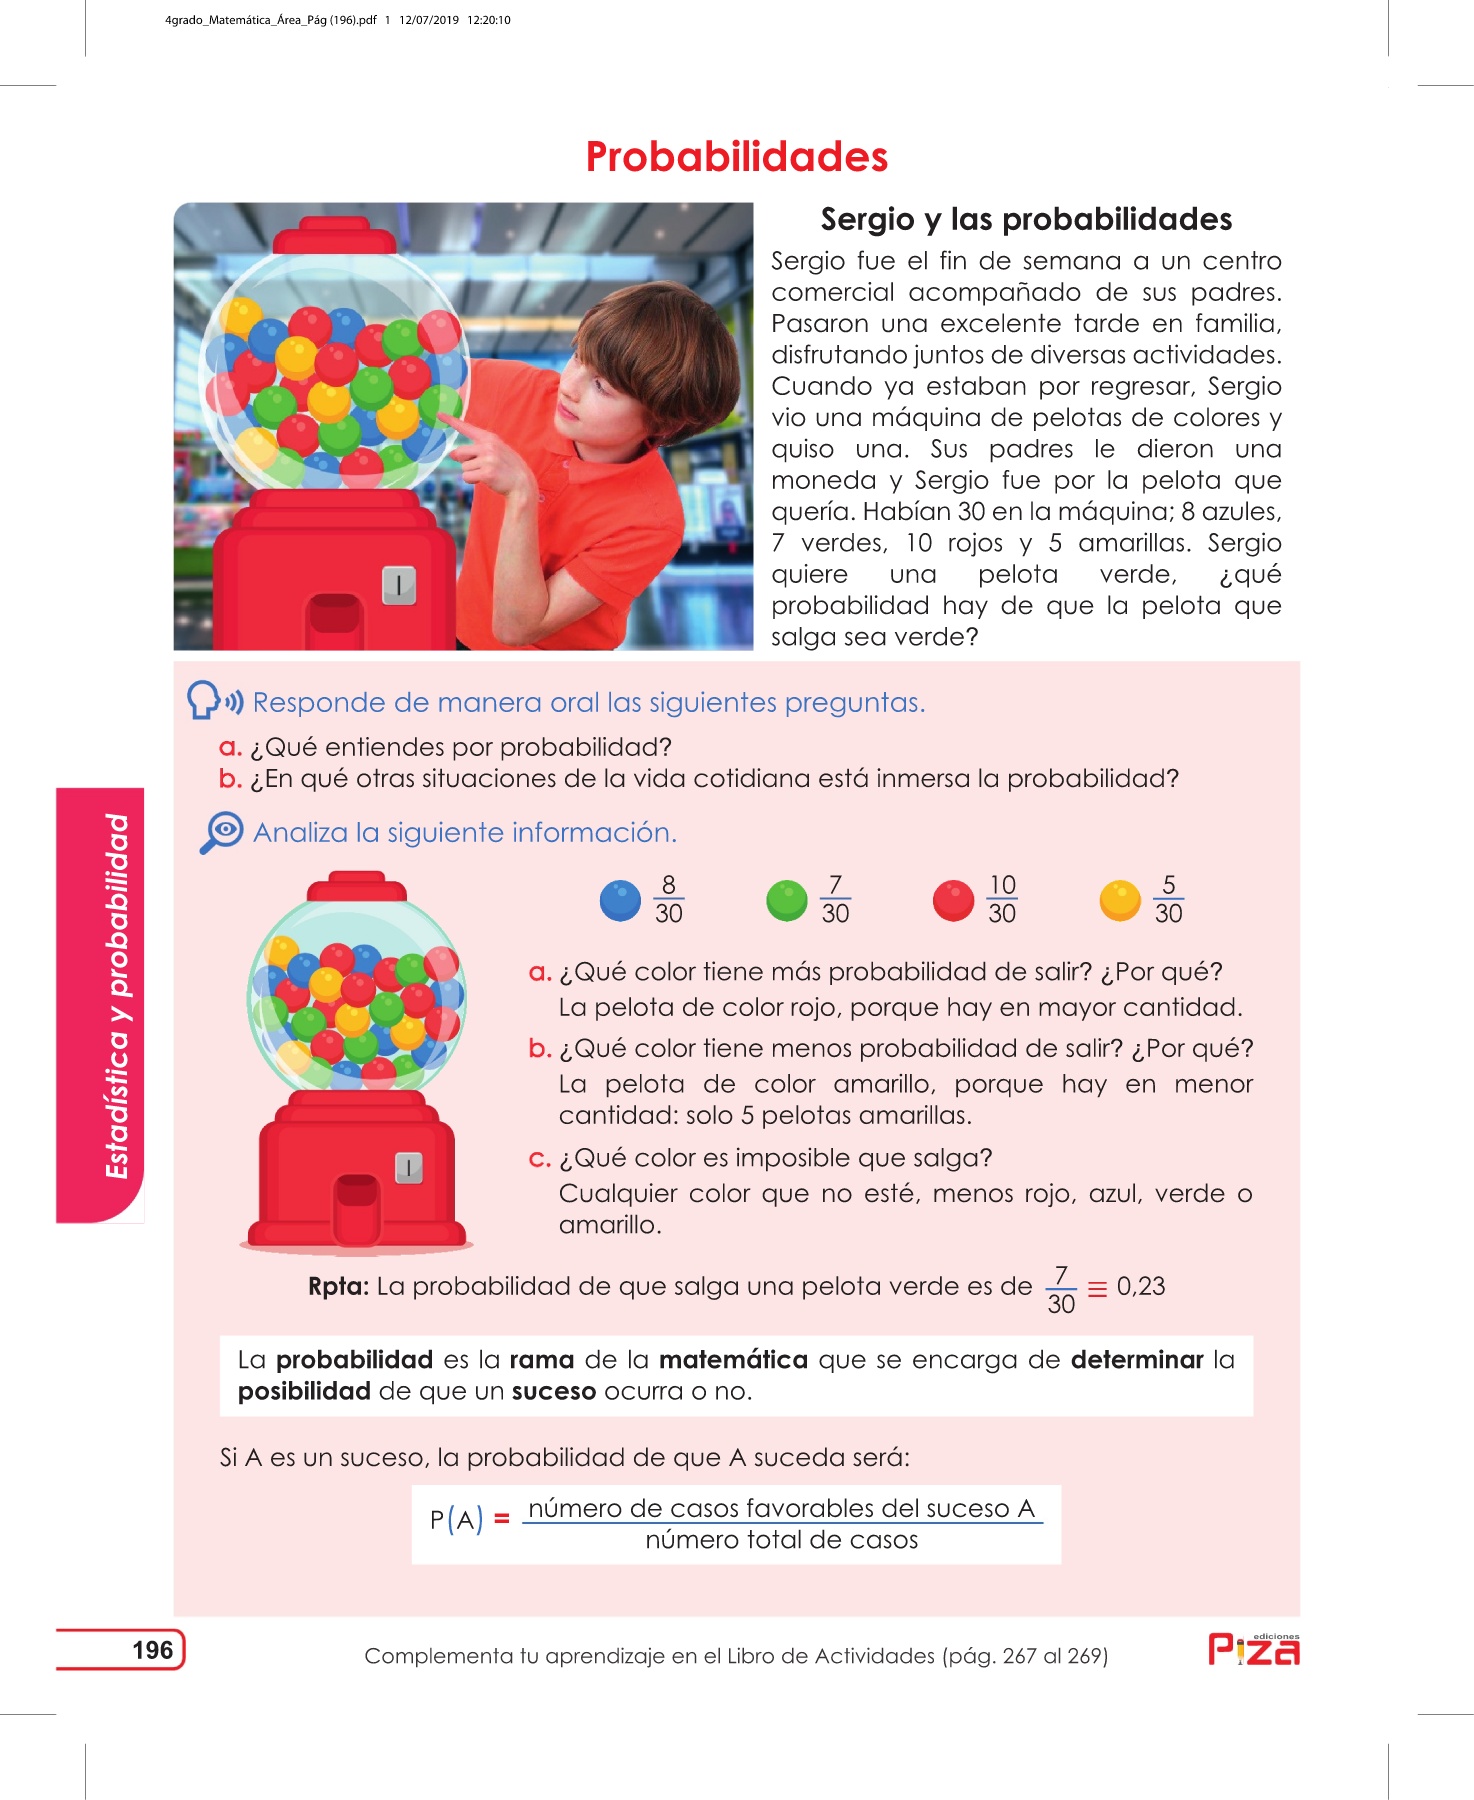 4grado_Matemática_Área_Pág (196).pdf 1 12/07/2019 12:20:10
Probabilidades
Sergio y las probabilidades
Sergio fue el fin de semana a un centro
comercial acompañado de sus padres.
Pasaron una excelente tarde en familia,
disfrutando juntos de diversas actividades.
Cuando ya estaban por regresar, Sergio
vio una máquina de pelotas de colores y
quiso una. Sus padres le dieron una
moneda y Sergio fue por la pelota que
quería. Habían 30 en la máquina; 8 azules,
7 verdes, 10 rojos y 5 amarillas. Sergio
quiere una pelota verde, ¿qué
probabilidad hay de que la pelota que
salga sea verde?
Responde de manera oral las siguientes preguntas.
a. ¿Qué entiendes por probabilidad?
b. ¿En qué otras situaciones de la vida cotidiana está inmersa la probabilidad?
Analiza la siguiente información.
8/30 7/30 10/30 5/30
a. ¿Qué color tiene más probabilidad de salir? ¿Por qué?
La pelota de color rojo, porque hay en mayor cantidad.
b. ¿Qué color tiene menos probabilidad de salir? ¿Por qué?
La pelota de color amarillo, porque hay en menor
cantidad: solo 5 pelotas amarillas.
c. ¿Qué color es imposible que salga?
Cualquier color que no esté, menos rojo, azul, verde o
amarillo.
Rpta: La probabilidad de que salga una pelota verde es de 7/30 ≡ 0,23
La probabilidad es la rama de la matemática que se encarga de determinar la
posibilidad de que un suceso ocurra o no.
Si A es un suceso, la probabilidad de que A suceda será:
P(A) = número de casos favorables del suceso A
número total de casos
Estadística y probabilidad
196
Complementa tu aprendizaje en el Libro de Actividades (pág. 267 al 269)
ediciones
Piza